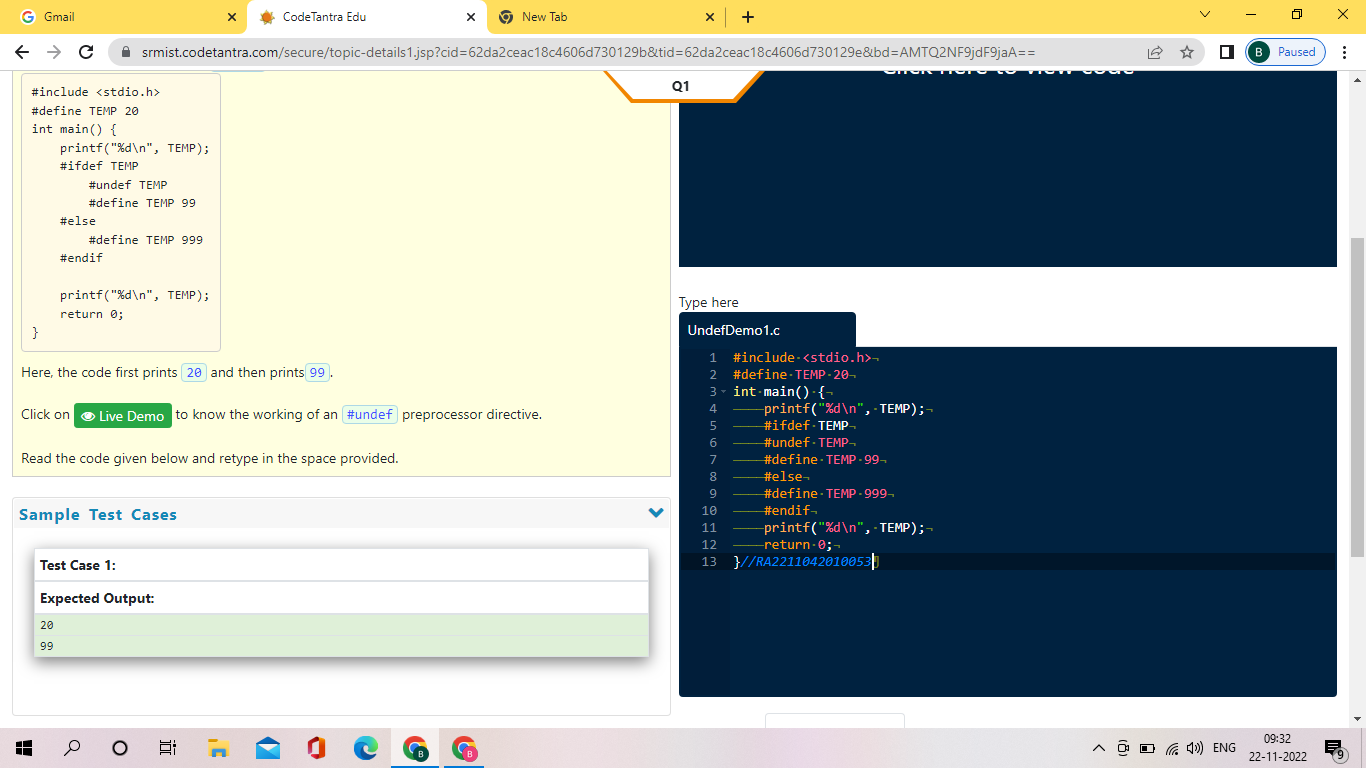 Gmail
CodeTantra Edu
New Tab
srmist.codetantra.com/secure/topic-details1.jsp?cid=62da2ceac18c4606d730129b&tid=62da2ceac18c4606d730129e&bd=AMTQ2NF9jdF9jaA==
B Paused
#include <stdio.h>
#define TEMP 20
int main() {
    printf("%d\n", TEMP);
    #ifdef TEMP
        #undef TEMP
        #define TEMP 99
    #else
        #define TEMP 999
    #endif
    printf("%d\n", TEMP);
    return 0;
}
Here, the code first prints 20 and then prints 99.
Click on Live Demo to know the working of an #undef preprocessor directive.
Read the code given below and retype in the space provided.
Sample Test Cases
Test Case 1:
Expected Output:
20
99
Q1
Click here to view code
Type here
UndefDemo1.c
1 #include <stdio.h>
2 #define TEMP 20
3 int main() {
4     printf("%d\n", TEMP);
5     #ifdef TEMP
6     #undef TEMP
7     #define TEMP 99
8     #else
9     #define TEMP 999
10     #endif
11     printf("%d\n", TEMP);
12     return 0;
13 }//RA2211042010053
B
B
ENG
09:32
22-11-2022
9